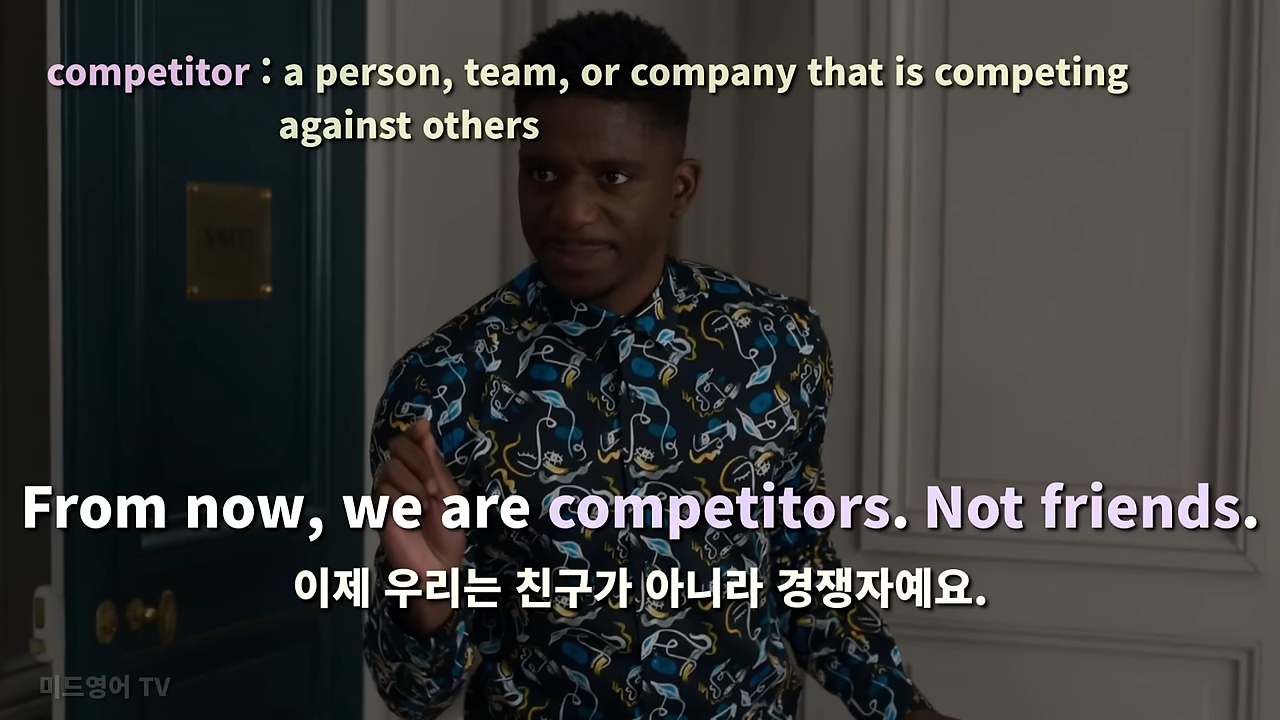 competitor : a person, team, or company that is competing
against others
From now, we are competitors. Not friends.
이제 우리는 친구가 아니라 경쟁자예요.
미드영어 TV